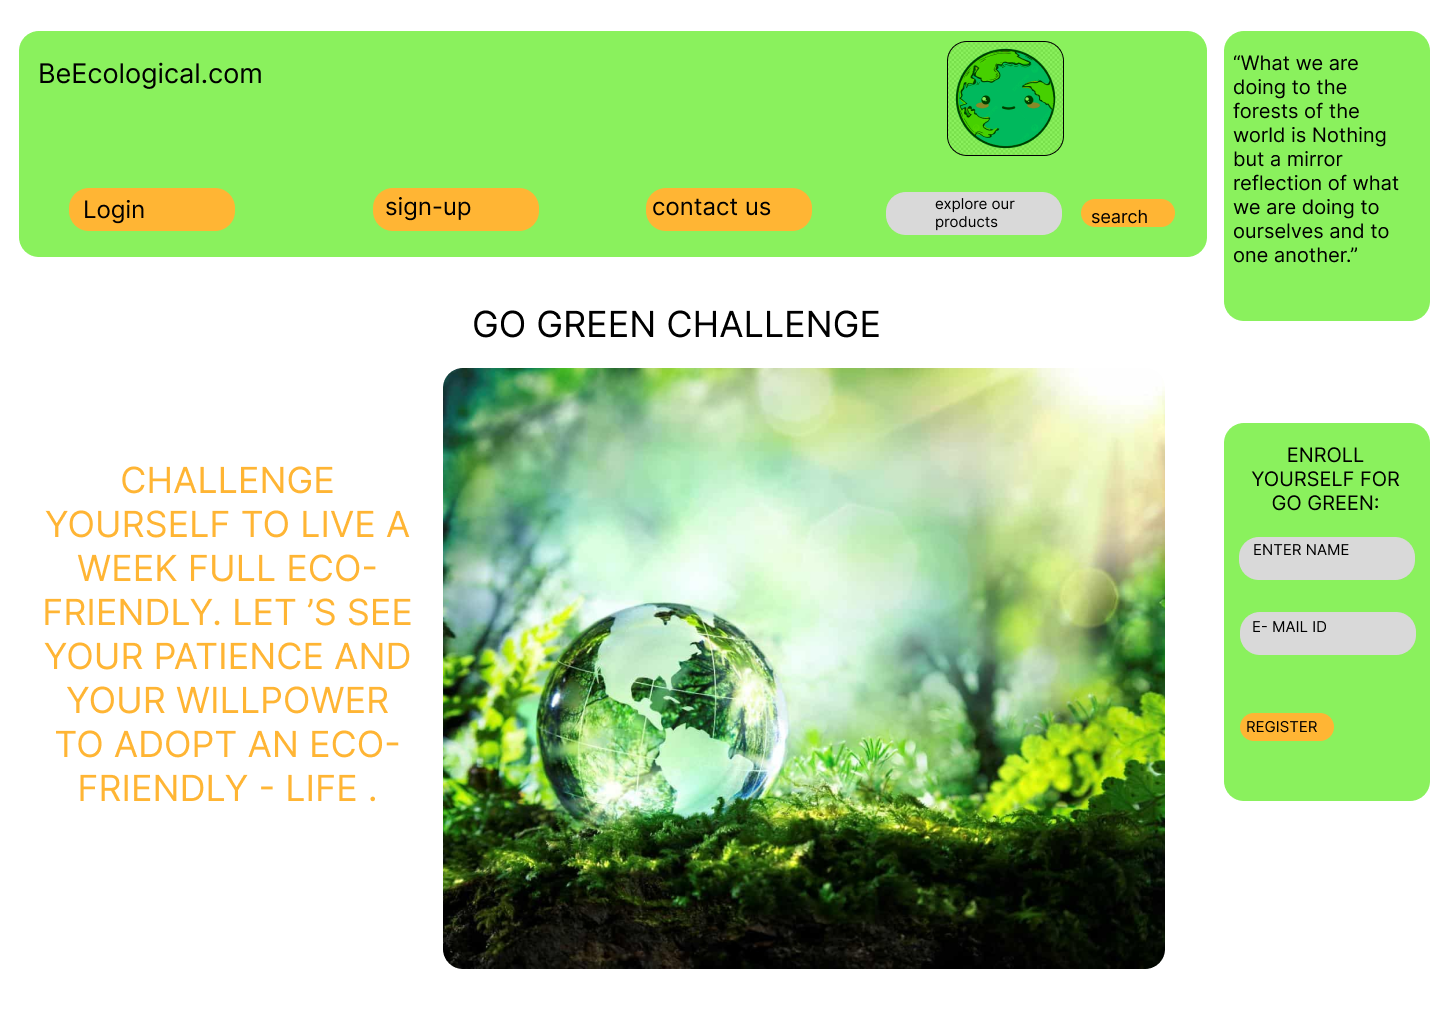 BeEcological.com
Login
sign-up
contact us
explore our
products
search
“What we are
doing to the
forests of the
world is Nothing
but a mirror
reflection of what
we are doing to
ourselves and to
one another.”
GO GREEN CHALLENGE
CHALLENGE
YOURSELF TO LIVE A
WEEK FULL ECO-
FRIENDLY. LET ’S SEE
YOUR PATIENCE AND
YOUR WILLPOWER
TO ADOPT AN ECO-
FRIENDLY - LIFE .
ENROLL
YOURSELF FOR
GO GREEN:
ENTER NAME
E- MAIL ID
REGISTER